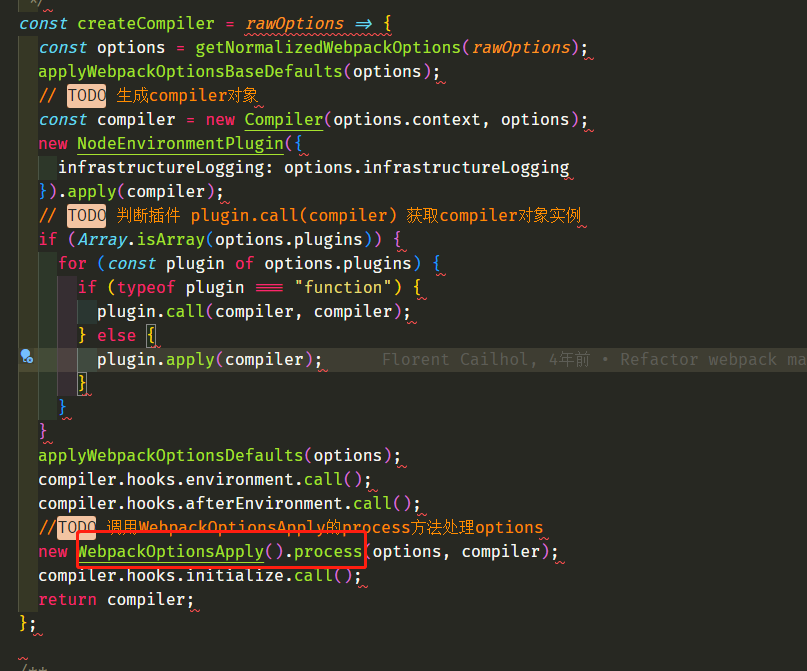 */
const createCompiler = rawOptions => {
const options = getNormalizedWebpackOptions(rawOptions);
applyWebpackOptionsBaseDefaults(options);
// TODO 生成compiler对象
const compiler = new Compiler(options.context, options);
new NodeEnvironmentPlugin({
infrastructureLogging: options.infrastructureLogging
}).apply(compiler);
// TODO 判断插件 plugin.call(compiler) 获取compiler对象实例
if (Array.isArray(options.plugins)) {
for (const plugin of options.plugins) {
if (typeof plugin === "function") {
plugin.call(compiler, compiler);
} else {
plugin.apply(compiler); Florent Cailhol, 4年前 • Refactor webpack ma
}
}
}
applyWebpackOptionsDefaults(options);
compiler.hooks.environment.call();
compiler.hooks.afterEnvironment.call();
//TODO 调用WebpackOptionsApply的process方法处理options
new WebpackOptionsApply().process(options, compiler);
compiler.hooks.initialize.call();
return compiler;
};
/**